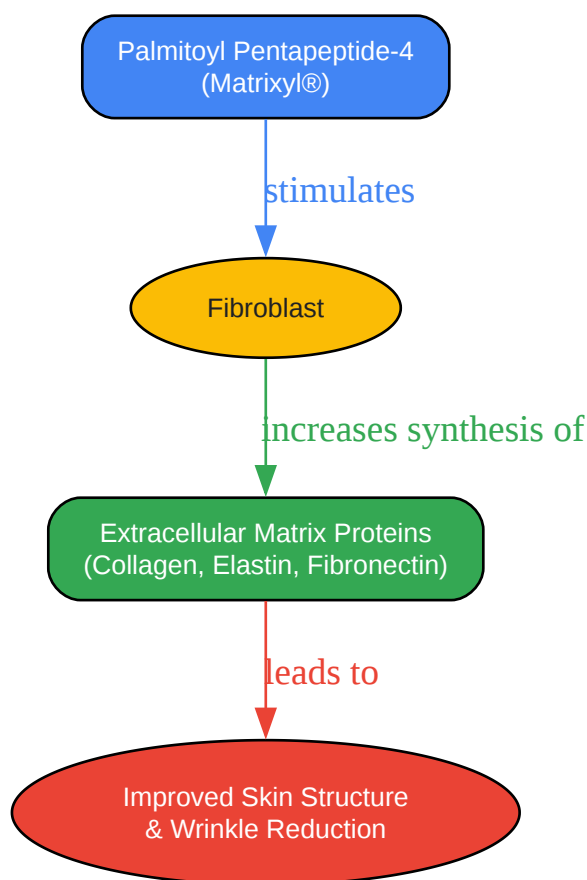 Palmitoyl Pentapeptide-4
(Matrixyl®)
stimulates
Fibroblast
increases synthesis of
Extracellular Matrix Proteins
(Collagen, Elastin, Fibronectin)
leads to
Improved Skin Structure
& Wrinkle Reduction